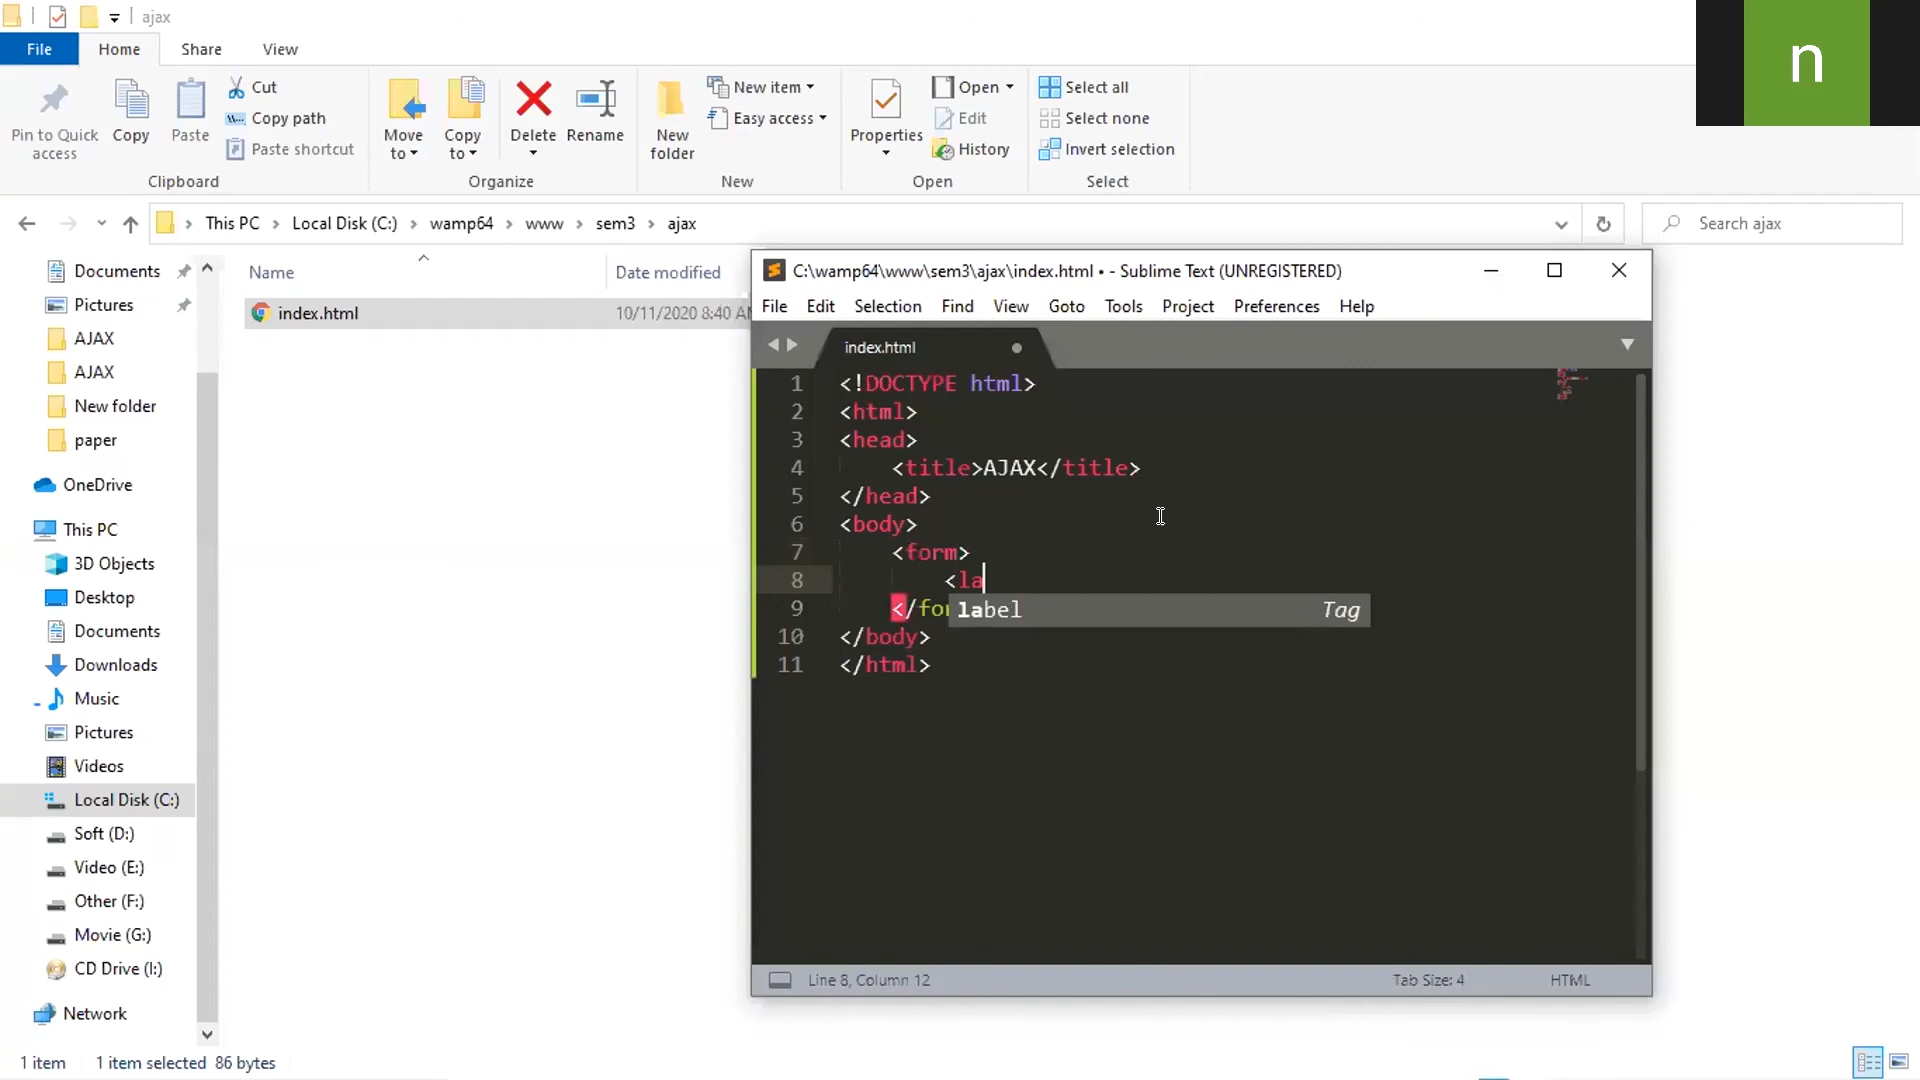 ajax
File Home Share View
Pin to Quick access
Copy
Paste
Cut
Copy path
Paste shortcut
Clipboard
Move to
Copy to
Delete
Rename
Organize
New folder
New item
Easy access
New
Properties
Open
Edit
History
Open
Select all
Select none
Invert selection
Select
n
This PC > Local Disk (C:) > wamp64 > www > sem3 > ajax
Search ajax
Documents
Pictures
AJAX
AJAX
New folder
paper
OneDrive
This PC
3D Objects
Desktop
Documents
Downloads
Music
Pictures
Videos
Local Disk (C:)
Soft (D:)
Video (E:)
Other (F:)
Movie (G:)
CD Drive (I:)
Network
Name Date modified
index.html 10/11/2020 8:40 A
C:\wamp64\www\sem3\ajax\index.html • - Sublime Text (UNREGISTERED)
File Edit Selection Find View Goto Tools Project Preferences Help
index.html
1 <!DOCTYPE html>
2 <html>
3 <head>
4 <title>AJAX</title>
5 </head>
6 <body>
7 <form>
8 <la
9 </for
label Tag
10 </body>
11 </html>
Line 8, Column 12 Tab Size: 4 HTML
1 item 1 item selected 86 bytes